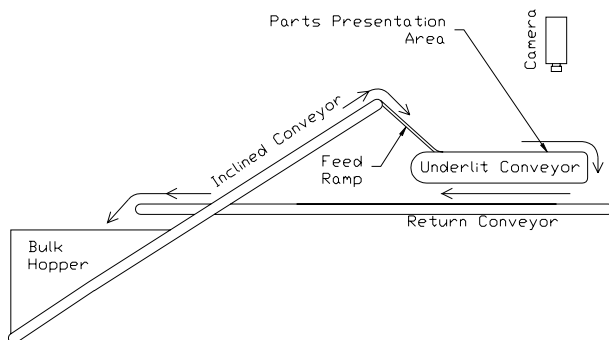 Parts Presentation
Area
Camera
Inclined Conveyor
Feed
Ramp
Underlit Conveyor
Return Conveyor
Bulk
Hopper